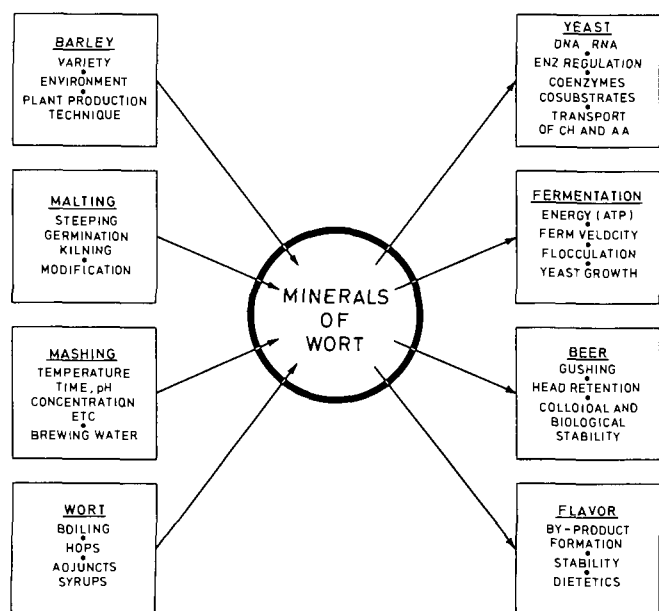 BARLEY
VARIETY
ENVIRONMENT
PLANT PRODUCTION
TECHNIQUE
MALTING
STEEPING
GERMINATION
KILNING
MODIFICATION
MASHING
TEMPERATURE
TIME, pH
CONCENTRATION
ETC
BREWING WATER
WORT
BOILING
HOPS
ADJUNCTS
SYRUPS
MINERALS
OF
WORT
YEAST
DNA RNA
ENZ REGULATION
COENZYMES
COSUBSTRATES
TRANSPORT
OF CH AND AA
FERMENTATION
ENERGY (ATP)
FERM VELOCITY
FLOCCULATION
YEAST GROWTH
BEER
GUSHING
HEAD RETENTION
COLLOIDAL AND
BIOLOGICAL
STABILITY
FLAVOR
BY-PRODUCT
FORMATION
STABILITY
DIETETICS